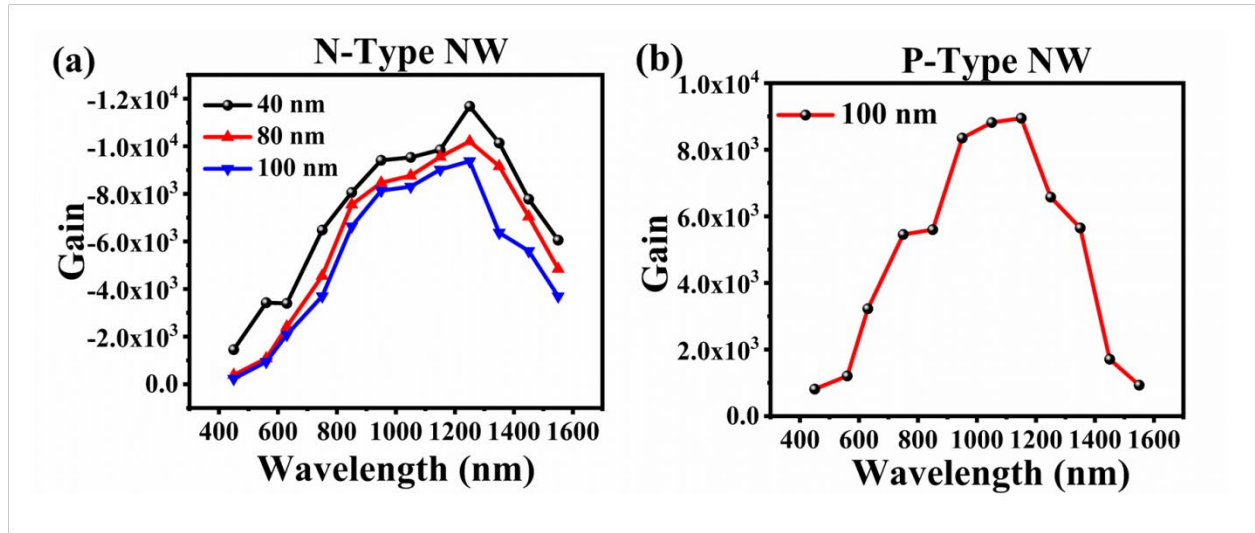 (a)
N-Type NW
40 nm
80 nm
100 nm
-1.2x10⁴
-1.0x10⁴
-8.0x10³
-6.0x10³
-4.0x10³
-2.0x10³
0.0
Gain
400 600 800 1000 1200 1400 1600
Wavelength (nm)
(b)
P-Type NW
100 nm
1.0x10⁴
8.0x10³
6.0x10³
4.0x10³
2.0x10³
0.0
Gain
400 600 800 1000 1200 1400 1600
Wavelength (nm)